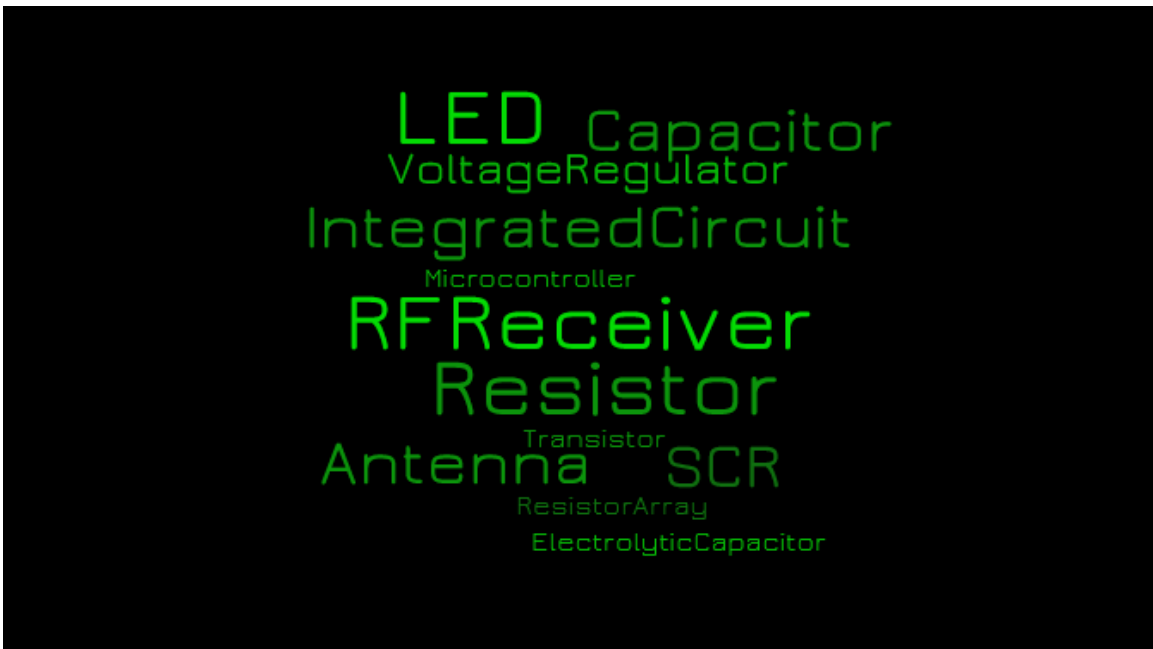 LED Capacitor
VoltageRegulator
IntegratedCircuit
Microcontroller
RFReceiver
Resistor
Transistor
Antenna SCR
ResistorArray
ElectrolyticCapacitor